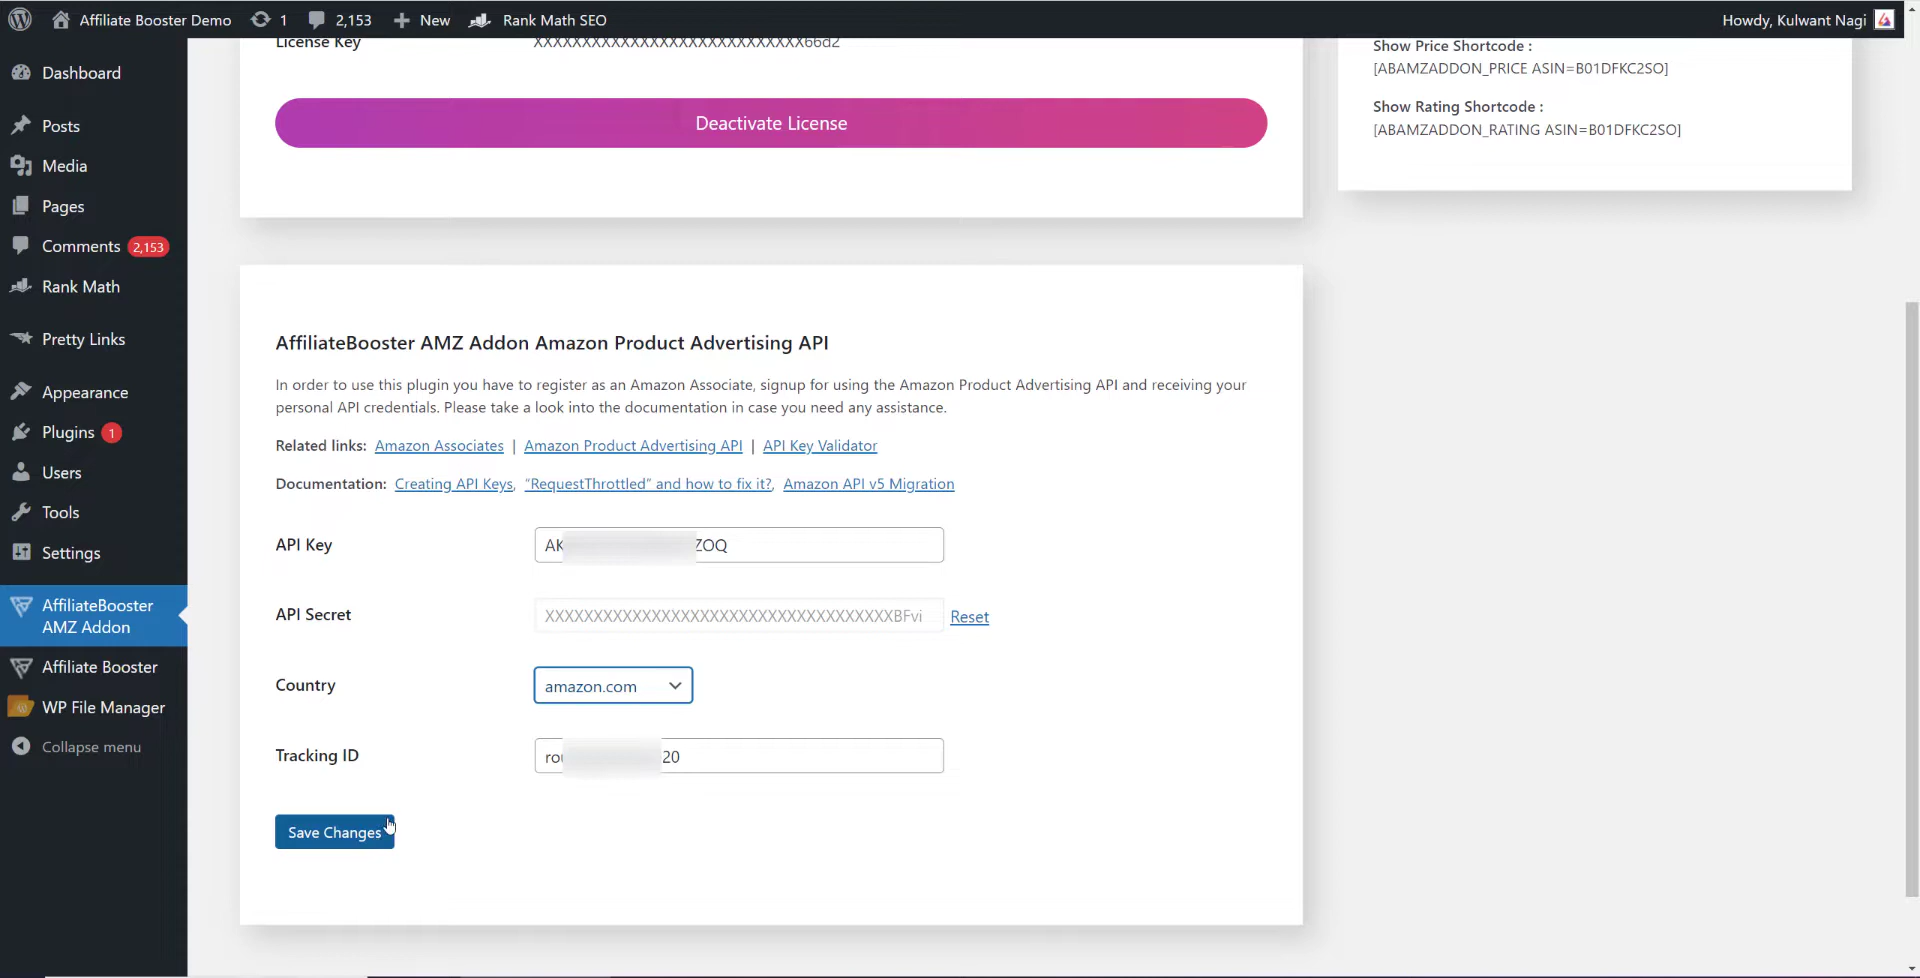 Affiliate Booster Demo 1 2,153 New Rank Math SEO Howdy, Kulwant Nagi
Dashboard
Posts
Media
Pages
Comments 2,153
Rank Math
Pretty Links
Appearance
Plugins 1
Users
Tools
Settings
AffiliateBooster
AMZ Addon
Affiliate Booster
WP File Manager
Collapse menu
License Key XXXXXXXXXXXXXXXXXXXXXXXXXXXX66d2
Deactivate License
Show Price Shortcode :
[ABAMZADDON_PRICE ASIN=B01DFKC2SO]
Show Rating Shortcode :
[ABAMZADDON_RATING ASIN=B01DFKC2SO]
AffiliateBooster AMZ Addon Amazon Product Advertising API
In order to use this plugin you have to register as an Amazon Associate, signup for using the Amazon Product Advertising API and receiving your
personal API credentials. Please take a look into the documentation in case you need any assistance.
Related links: Amazon Associates | Amazon Product Advertising API | API Key Validator
Documentation: Creating API Keys, “RequestThrottled” and how to fix it?, Amazon API v5 Migration
API Key AK ZOQ
API Secret XXXXXXXXXXXXXXXXXXXXXXXXXXXXXXXXXXXXBFvi Reset
Country amazon.com
Tracking ID rou 20
Save Changes